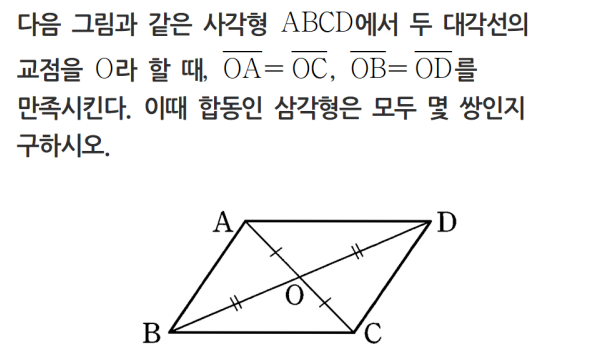 다음 그림과 같은 사각형 ABCD에서 두 대각선의
교점을 O라 할 때, OA= OC, OB= OD를
만족시킨다. 이때 합동인 삼각형은 모두 몇 쌍인지
구하시오.
A
D
O
B
C